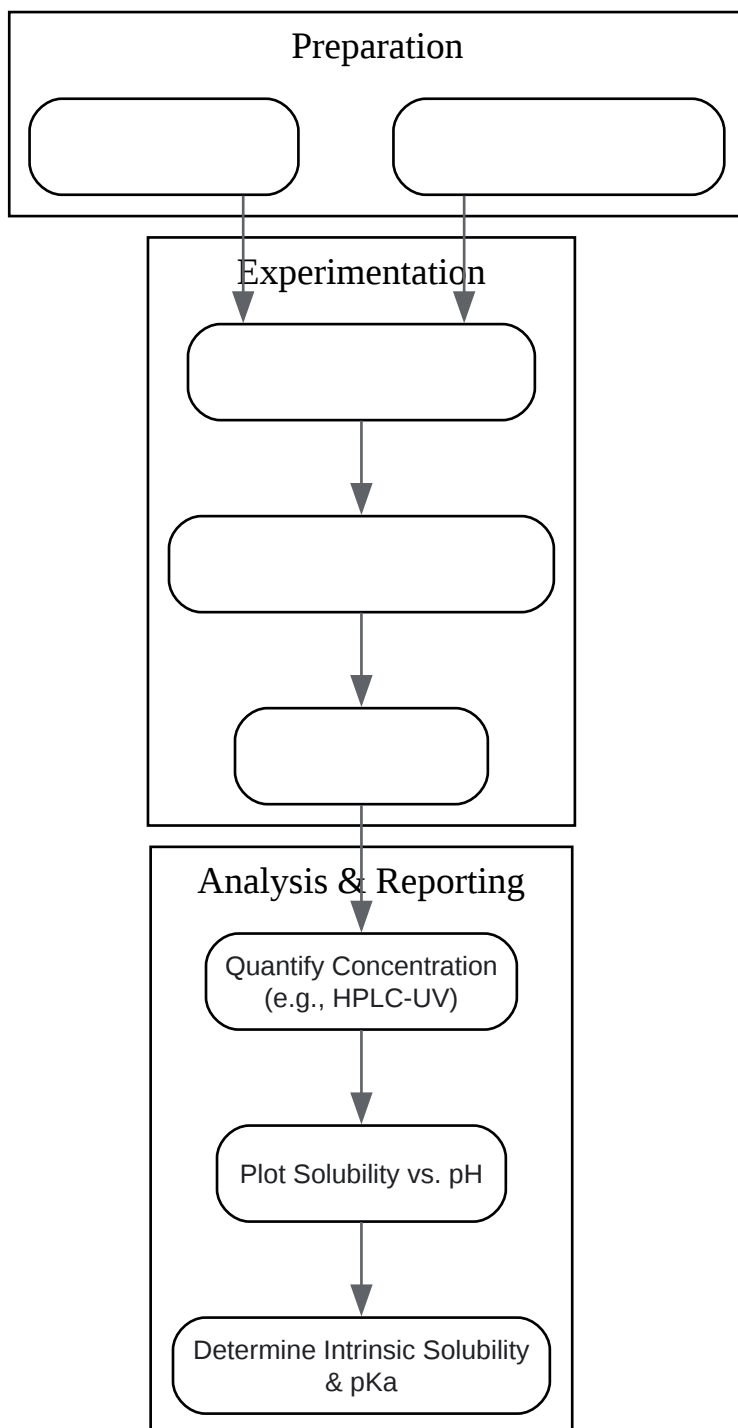 Preparation
Experimentation
Analysis & Reporting
Quantify Concentration
(e.g., HPLC-UV)
Plot Solubility vs. pH
Determine Intrinsic Solubility
& pKa